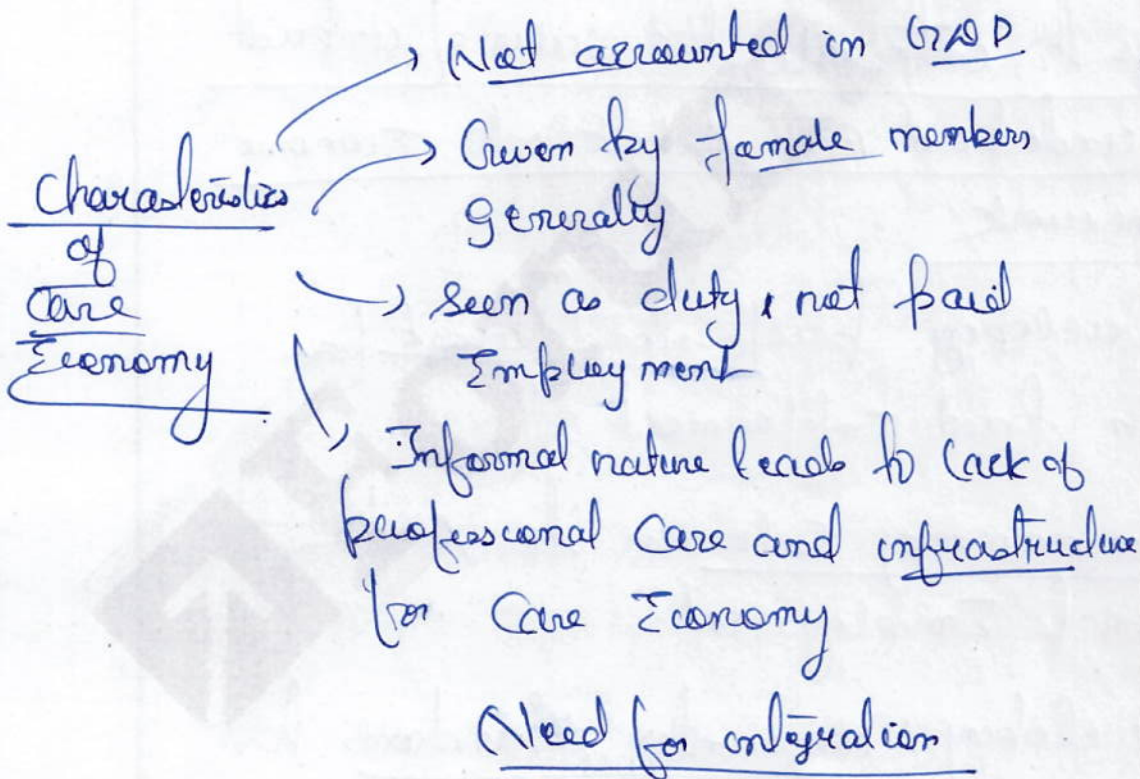 Characteristics
of
Care
Economy
→ Not accounted in GDP
→ Given by female members
Generally
→ seen as duty, not paid
Employment
→ Informal nature leads to lack of
professional Care and infrastructure
for Care Economy
Need for integration